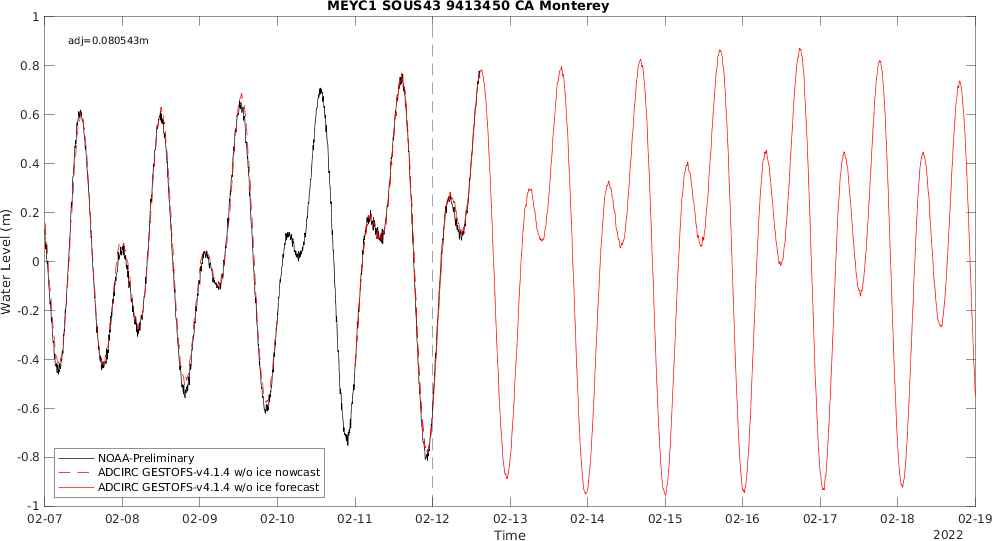 MEYC1 SOUS43 9413450 CA Monterey
adj=0.080543m
Water Level (m)
1
0.8
0.6
0.4
0.2
0
-0.2
-0.4
-0.6
-0.8
-1
NOAA-Preliminary
ADCIRC GESTOFS-v4.1.4 w/o ice nowcast
ADCIRC GESTOFS-v4.1.4 w/o ice forecast
02-07 02-08 02-09 02-10 02-11 02-12 02-13 02-14 02-15 02-16 02-17 02-18 02-19
Time
2022